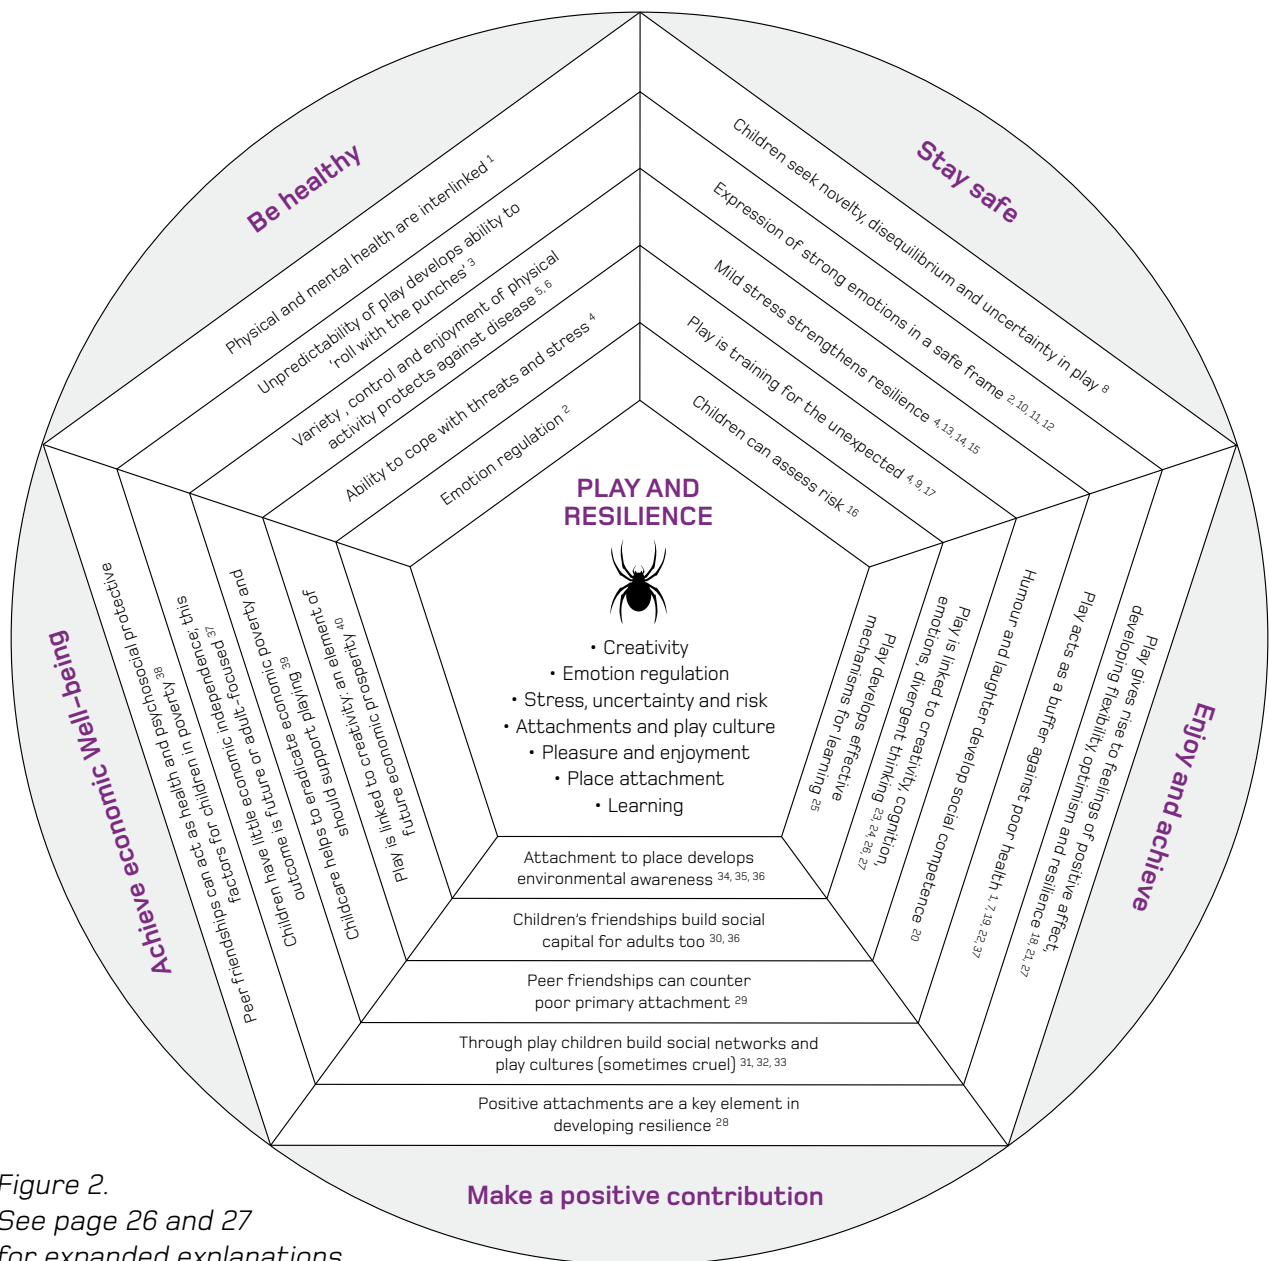 Be healthy
Physical and mental health are interlinked 1
Unpredictability of play develops ability to
'roll with the punches' 3
Variety , control and enjoyment of physical
activity protects against disease 5, 6
Ability to cope with threats and stress 4
Emotion regulation 2
Stay safe
Children seek novelty, disequilibrium and uncertainty in play 8
Expression of strong emotions in a safe frame 2, 10, 11, 12
Mild stress strengthens resilience 4, 13, 14, 15
Play is training for the unexpected 4, 9, 17
Children can assess risk 16
Enjoy and achieve
Play gives rise to feelings of positive affect,
developing flexibility, optimism and resilience 18, 21, 27
Play acts as a buffer against poor health 1, 7, 19, 22, 37
Humour and laughter develop social competence 20
Play is linked to creativity, cognition,
emotions, divergent thinking 23, 24, 26, 27
Play develops effective
mechanisms for learning 25
PLAY AND
RESILIENCE
• Creativity
• Emotion regulation
• Stress, uncertainty and risk
• Attachments and play culture
• Pleasure and enjoyment
• Place attachment
• Learning
Attachment to place develops
environmental awareness 34, 35, 36
Children's friendships build social
capital for adults too 30, 36
Peer friendships can counter
poor primary attachment 29
Through play children build social networks and
play cultures (sometimes cruel) 31, 32, 33
Positive attachments are a key element in
developing resilience 28
Make a positive contribution
Achieve economic Well-being
Peer friendships can act as health and psychosocial protective
factors for children in poverty 38
Children have little economic independence; this
outcome is future or adult-focused 37
Childcare helps to eradicate economic poverty and
should support playing 39
Play is linked to creativity, an element of
future economic prosperity 40
Figure 2.
See page 26 and 27
for expanded explanations